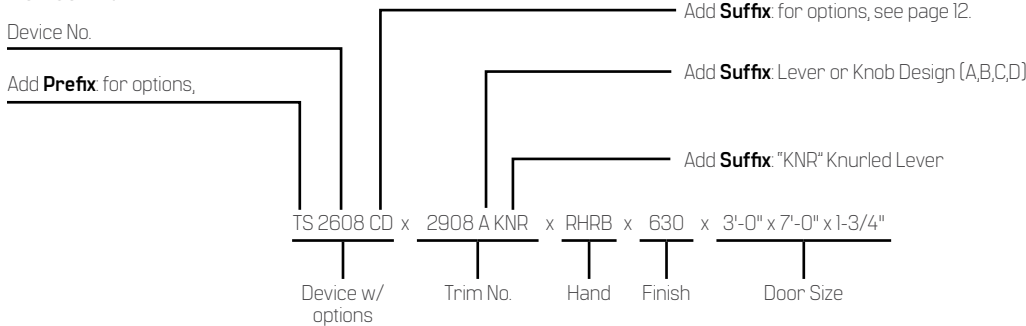 Add Suffix: for options, see page 12.
Device No.
Add Prefix: for options,
Add Suffix: Lever or Knob Design (A,B,C,D)
Add Suffix: "KNR" Knurled Lever
TS 2608 CD x 2908 A KNR x RHRB x 630 x 3'-0" x 7'-0" x 1-3/4"
Device w/ options Trim No. Hand Finish Door Size